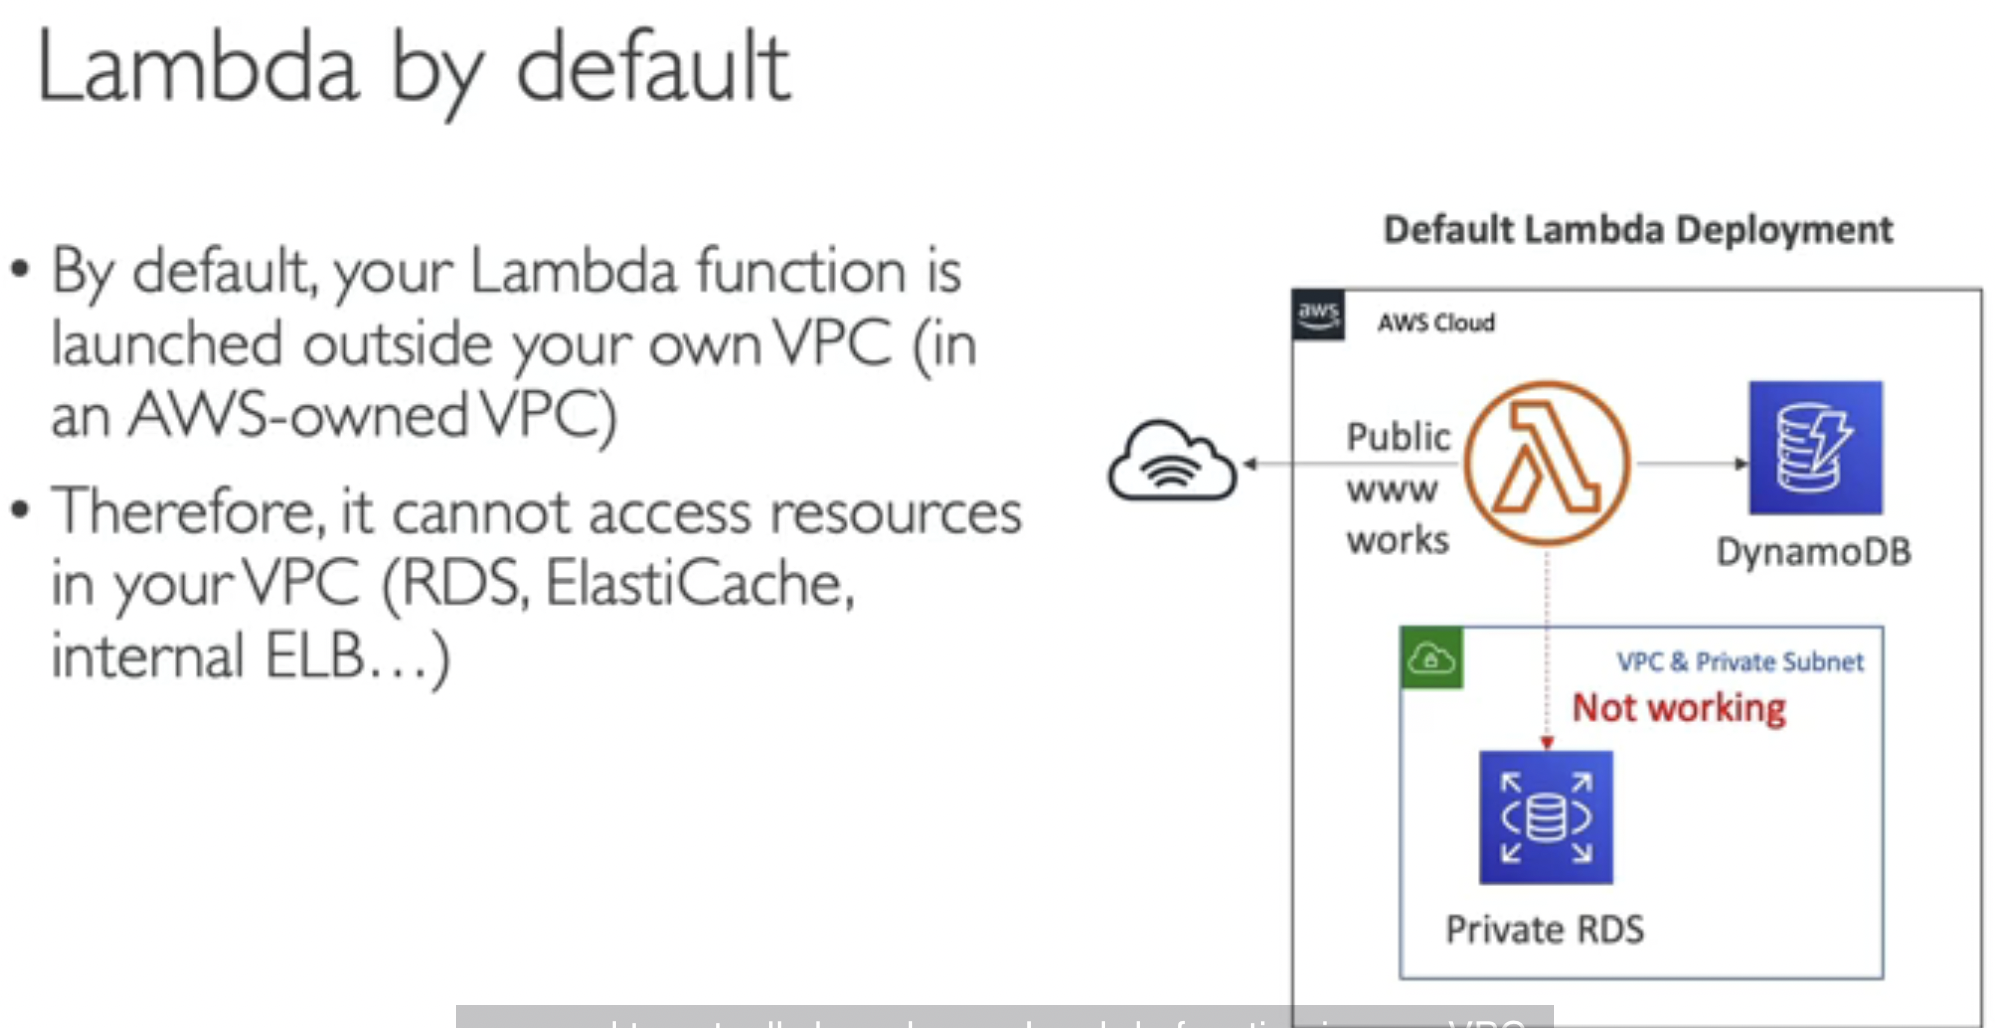 Lambda by default
• By default, your Lambda function is
launched outside your own VPC (in
an AWS-owned VPC)
• Therefore, it cannot access resources
in your VPC (RDS, ElastiCache,
internal ELB...)
Default Lambda Deployment
aws
AWS Cloud
Public
www
works
DynamoDB
VPC & Private Subnet
Not working
Private RDS